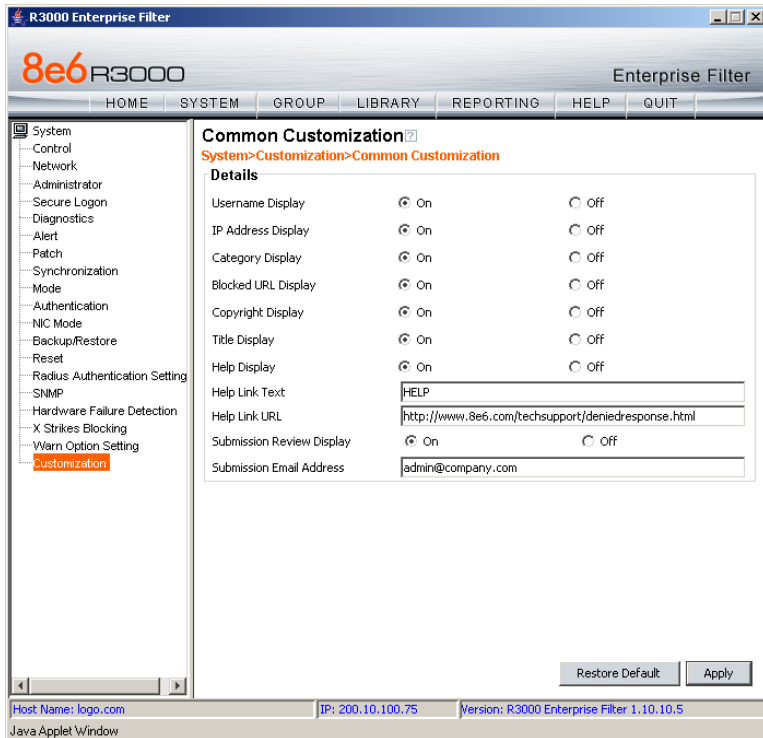 R3000 Enterprise Filter
8e6 R3000
Enterprise Filter
HOME SYSTEM GROUP LIBRARY REPORTING HELP QUIT
System
Control
Network
Administrator
Secure Logon
Diagnostics
Alert
Patch
Synchronization
Mode
Authentication
NIC Mode
Backup/Restore
Reset
Radius Authentication Setting
SNMP
Hardware Failure Detection
X Strikes Blocking
Warn Option Setting
Customization
Common Customization ?
System>Customization>Common Customization
Details
Username Display On Off
IP Address Display On Off
Category Display On Off
Blocked URL Display On Off
Copyright Display On Off
Title Display On Off
Help Display On Off
Help Link Text HELP
Help Link URL http://www.8e6.com/techsupport/deniedresponse.html
Submission Review Display On Off
Submission Email Address admin@company.com
Restore Default Apply
Host Name: logo.com IP: 200.10.100.75 Version: R3000 Enterprise Filter 1.10.10.5
Java Applet Window